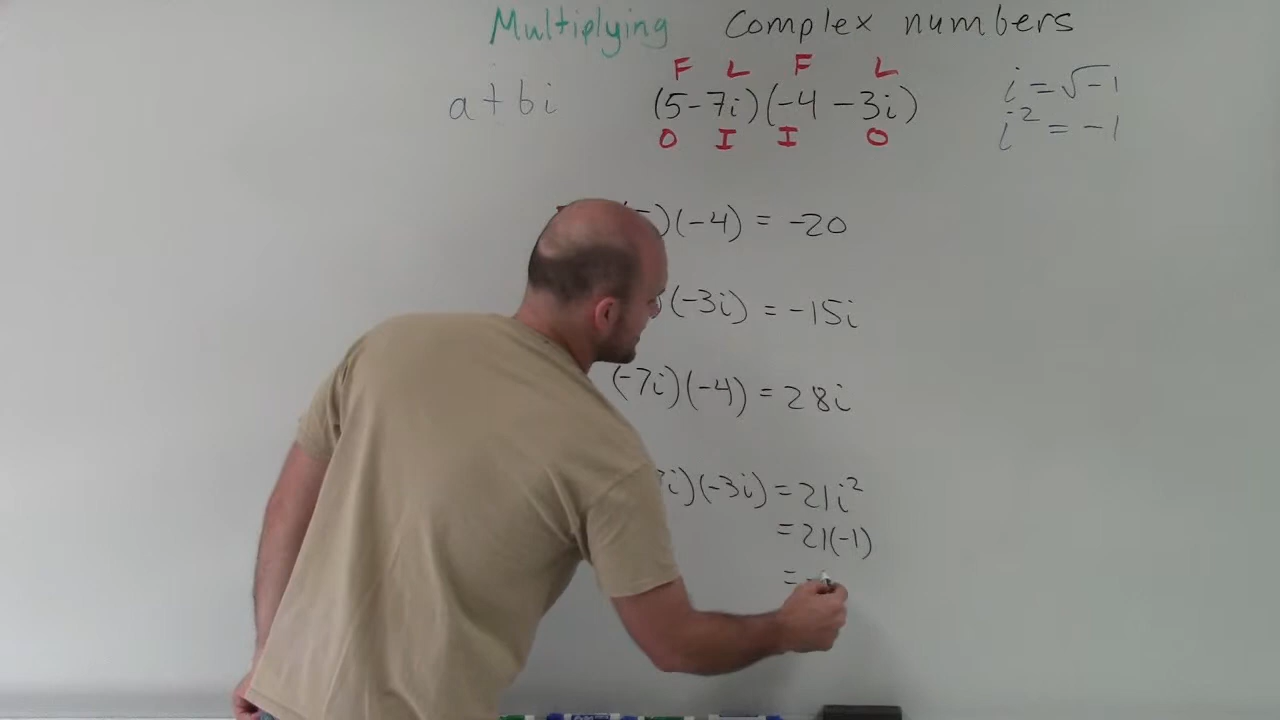 Multiplying Complex numbers
F L F L
a + bi (5-7i)(-4 -3i) i = √-1
O I I O i² = -1
)(-4) = -20
(-3i) = -15i
(-7i)(-4) = 28i
i)(-3i) = 21i²
= 21(-1)
= -